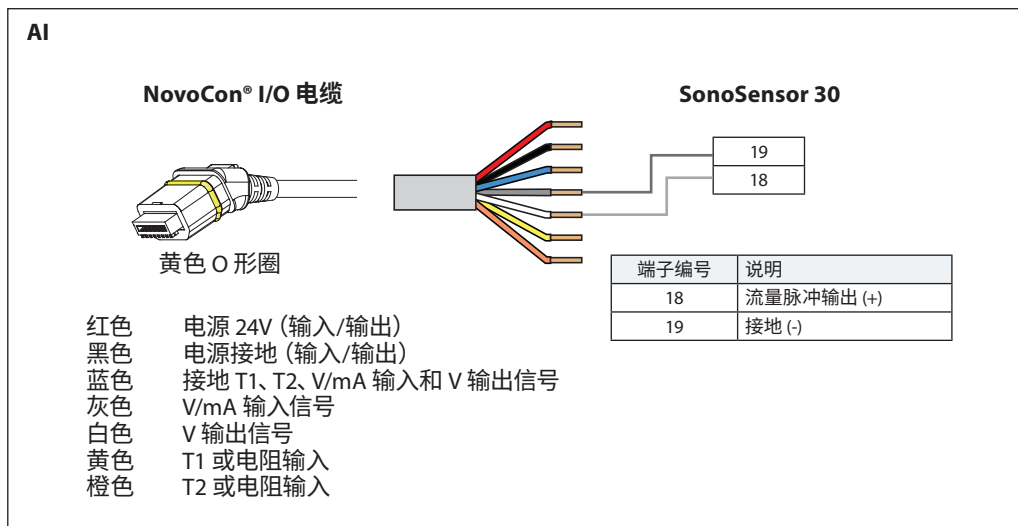 AI
NovoCon® I/O 电缆
SonoSensor 30
19
18
黄色 O 形圈
端子编号 说明
18 流量脉冲输出 (+)
19 接地 (-)
红色 电源 24V（输入/输出）
黑色 电源接地（输入/输出）
蓝色 接地 T1、T2、V/mA 输入和 V 输出信号
灰色 V/mA 输入信号
白色 V 输出信号
黄色 T1 或电阻输入
橙色 T2 或电阻输入